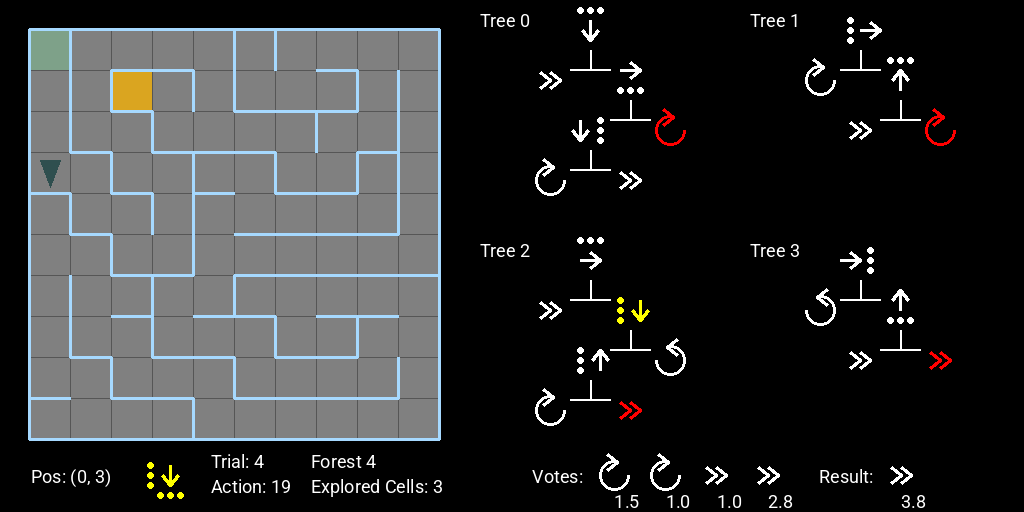 Tree 0
Tree 1
Tree 2
Tree 3
Pos: (0, 3)
Trial: 4
Forest 4
Action: 19
Explored Cells: 3
Votes:
1.5
1.0
1.0
2.8
Result:
3.8